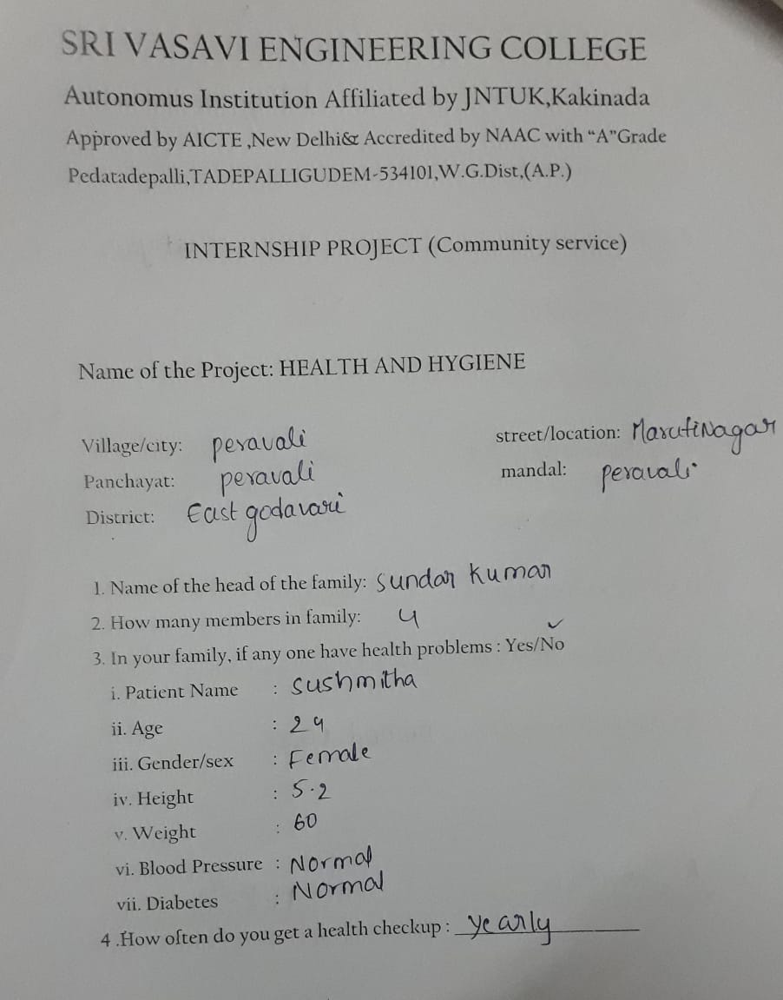 SRI VASAVI ENGINEERING COLLEGE
Autonomus Institution Affiliated by JNTUK,Kakinada
Approved by AICTE ,New Delhi& Accredited by NAAC with "A"Grade
Pedatadepalli,TADEPALLIGUDEM-534101,W.G.Dist,(A.P.)
INTERNSHIP PROJECT (Community service)
Name of the Project: HEALTH AND HYGIENE
Village/city: peravali street/location: MarutiNagar
Panchayat: peravali mandal: peravali
District: East godavari
1. Name of the head of the family: Sundar kumar
2. How many members in family: 4
3. In your family, if any one have health problems : Yes/No ✓
i. Patient Name : Sushmitha
ii. Age : 24
iii. Gender/sex : Female
iv. Height : 5.2
v. Weight : 60
vi. Blood Pressure : Normal
vii. Diabetes : Normal
4 .How often do you get a health checkup : yearly